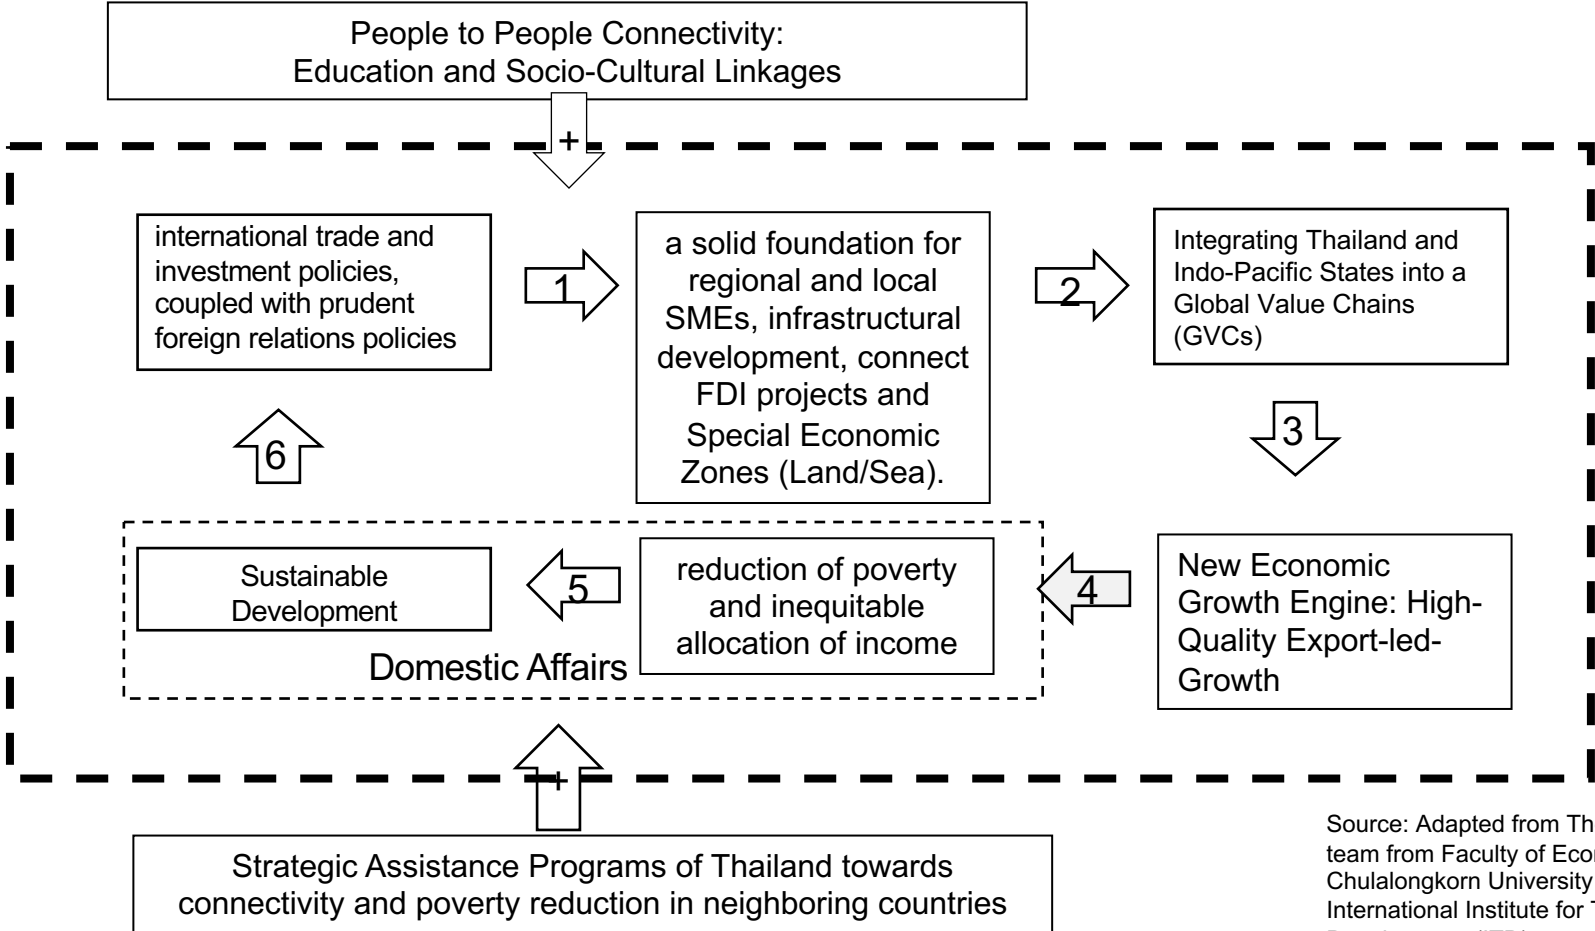 People to People Connectivity:
Education and Socio-Cultural Linkages
+
international trade and
investment policies,
coupled with prudent
foreign relations policies
1
a solid foundation for
regional and local
SMEs, infrastructural
development, connect
FDI projects and
Special Economic
Zones (Land/Sea).
2
Integrating Thailand and
Indo-Pacific States into a
Global Value Chains
(GVCs)
3
6
Sustainable
Development
5
reduction of poverty
and inequitable
allocation of income
4
New Economic
Growth Engine: High-
Quality Export-led-
Growth
Domestic Affairs
+
Strategic Assistance Programs of Thailand towards
connectivity and poverty reduction in neighboring countries
Source: Adapted from
team from Faculty of
Chulalongkorn University
International Institute for